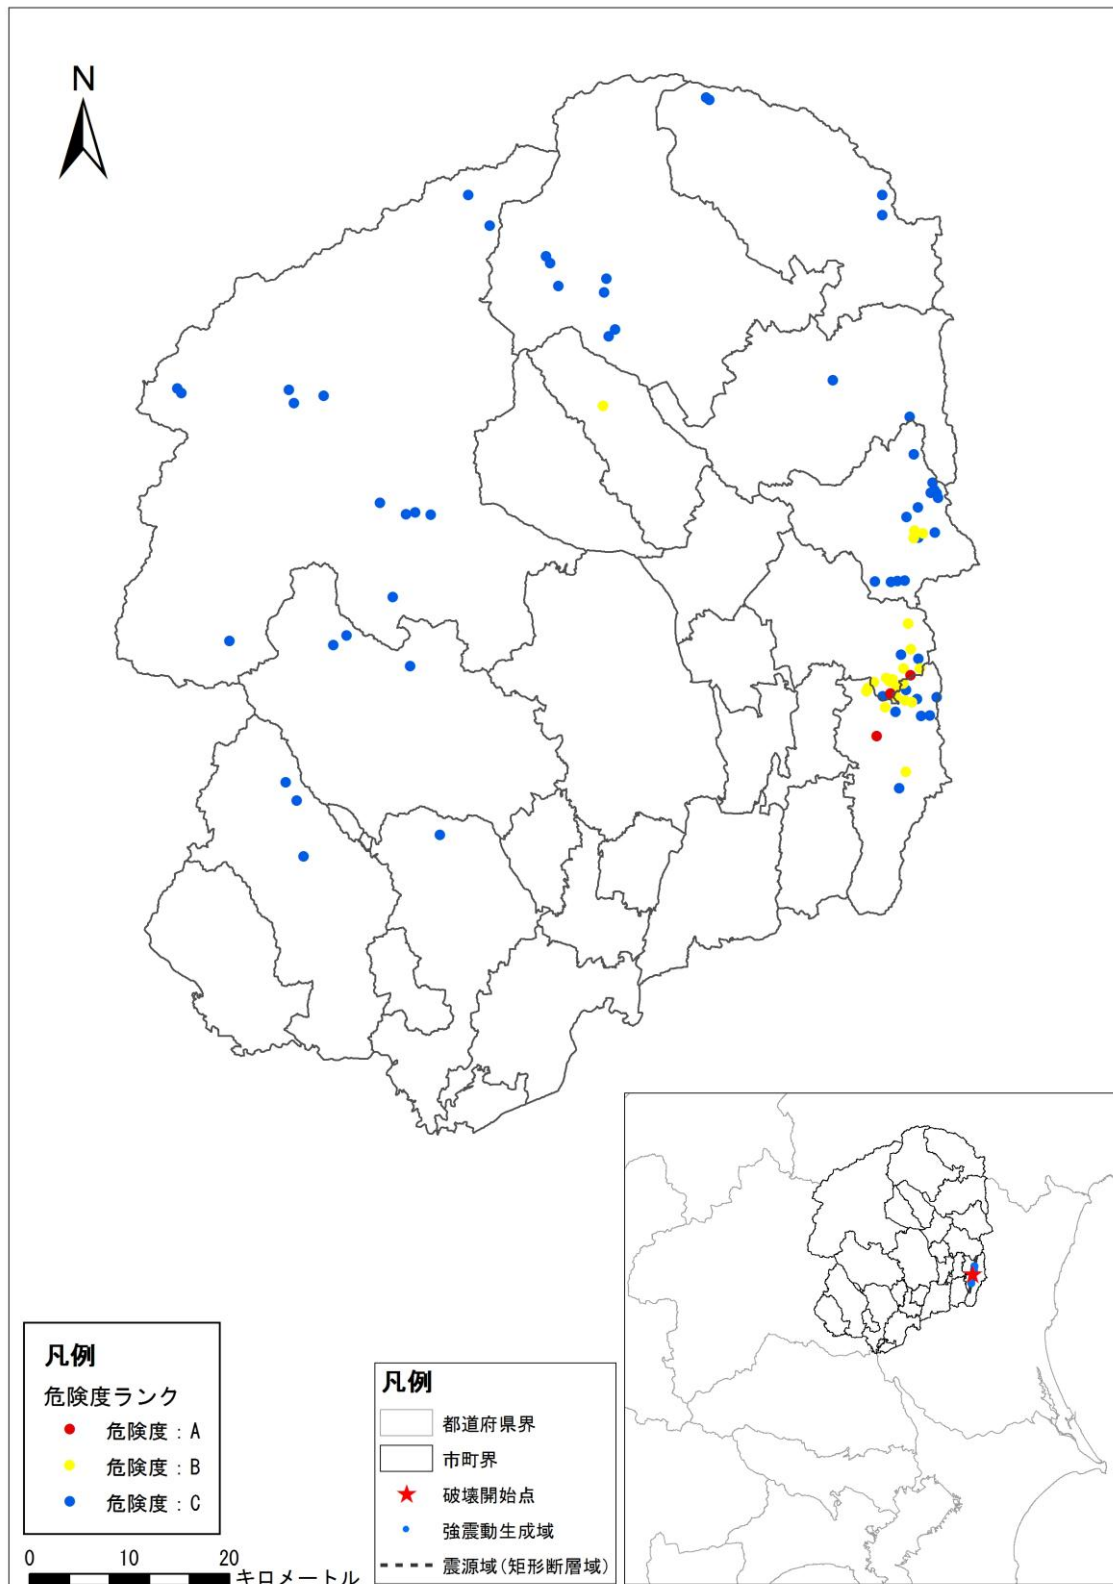 N
凡例
危険度ランク
危険度：A
危険度：B
危険度：C
0 10 20
キロメートル
凡例
都道府県界
市町界
破壊開始点
強震動生成域
震源域(矩形断層域)